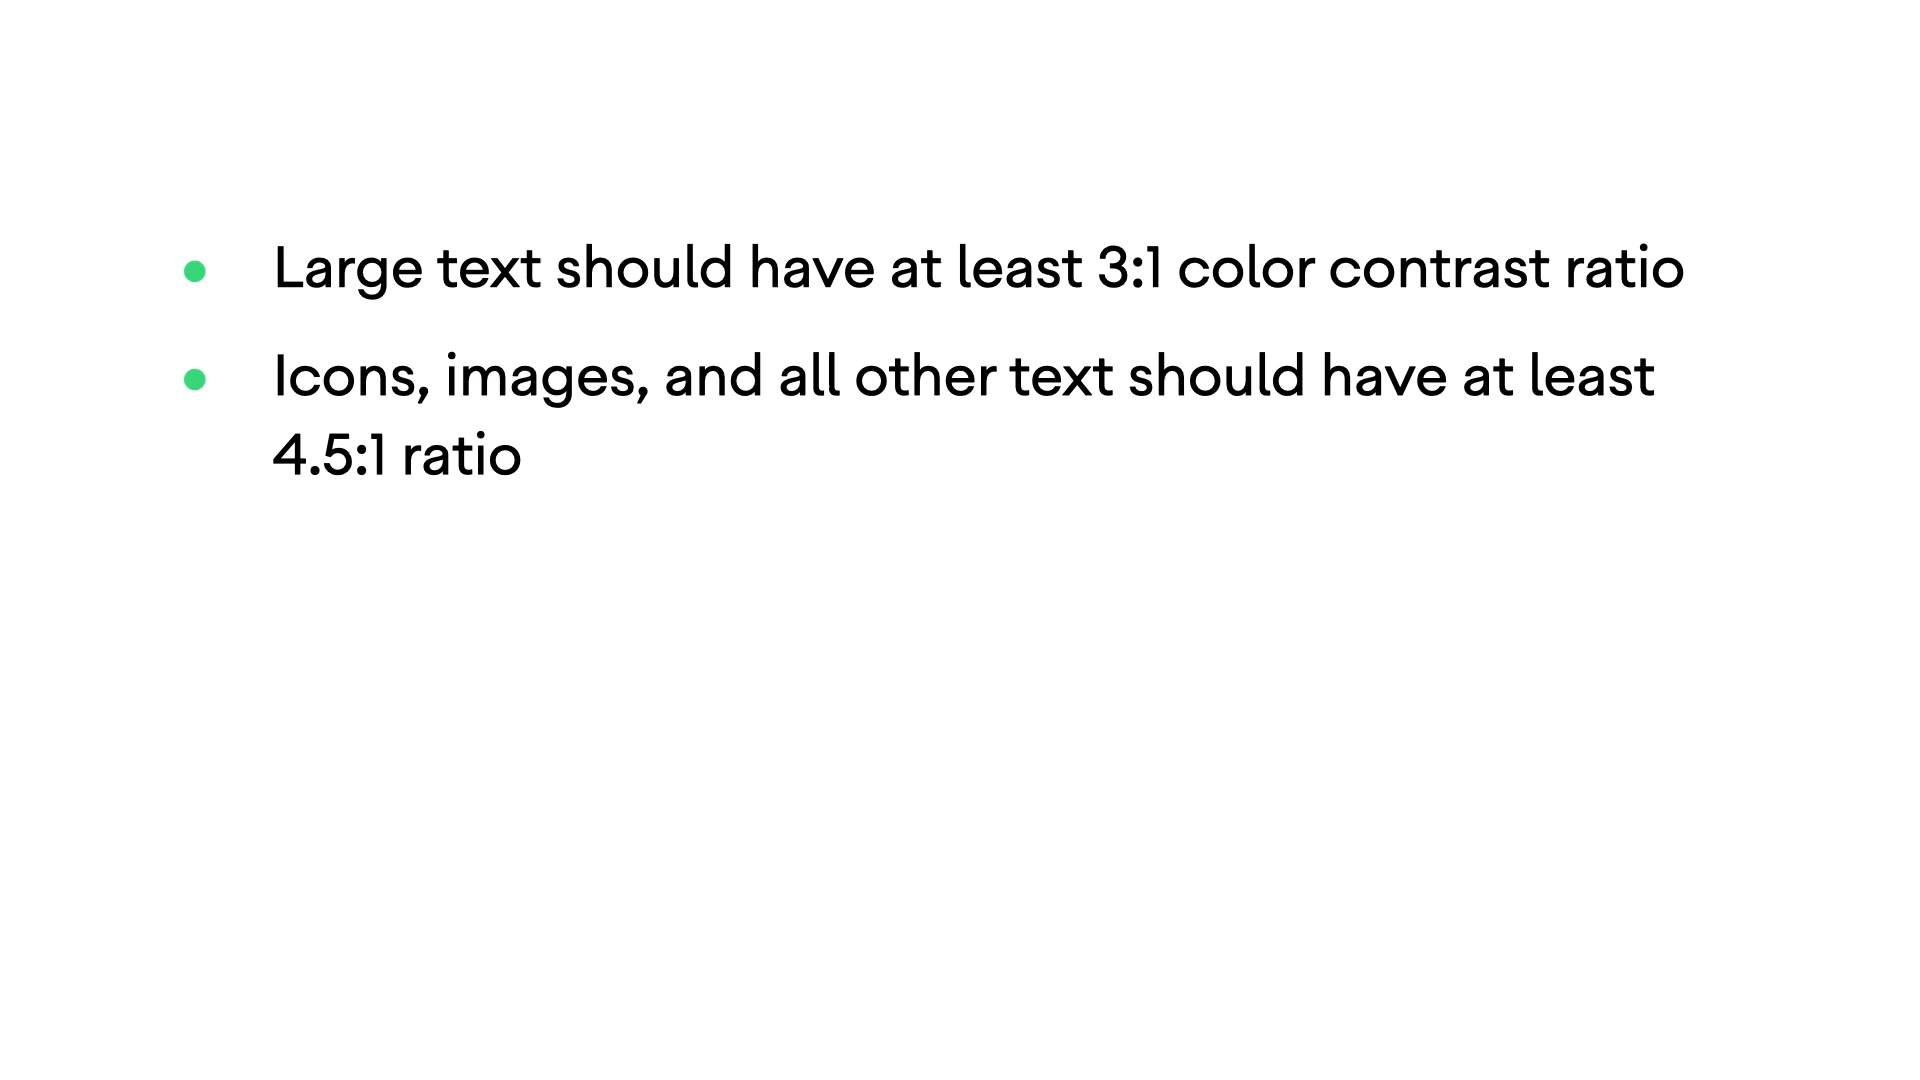 Large text should have at least 3:1 color contrast ratio
Icons, images, and all other text should have at least
4.5:1 ratio